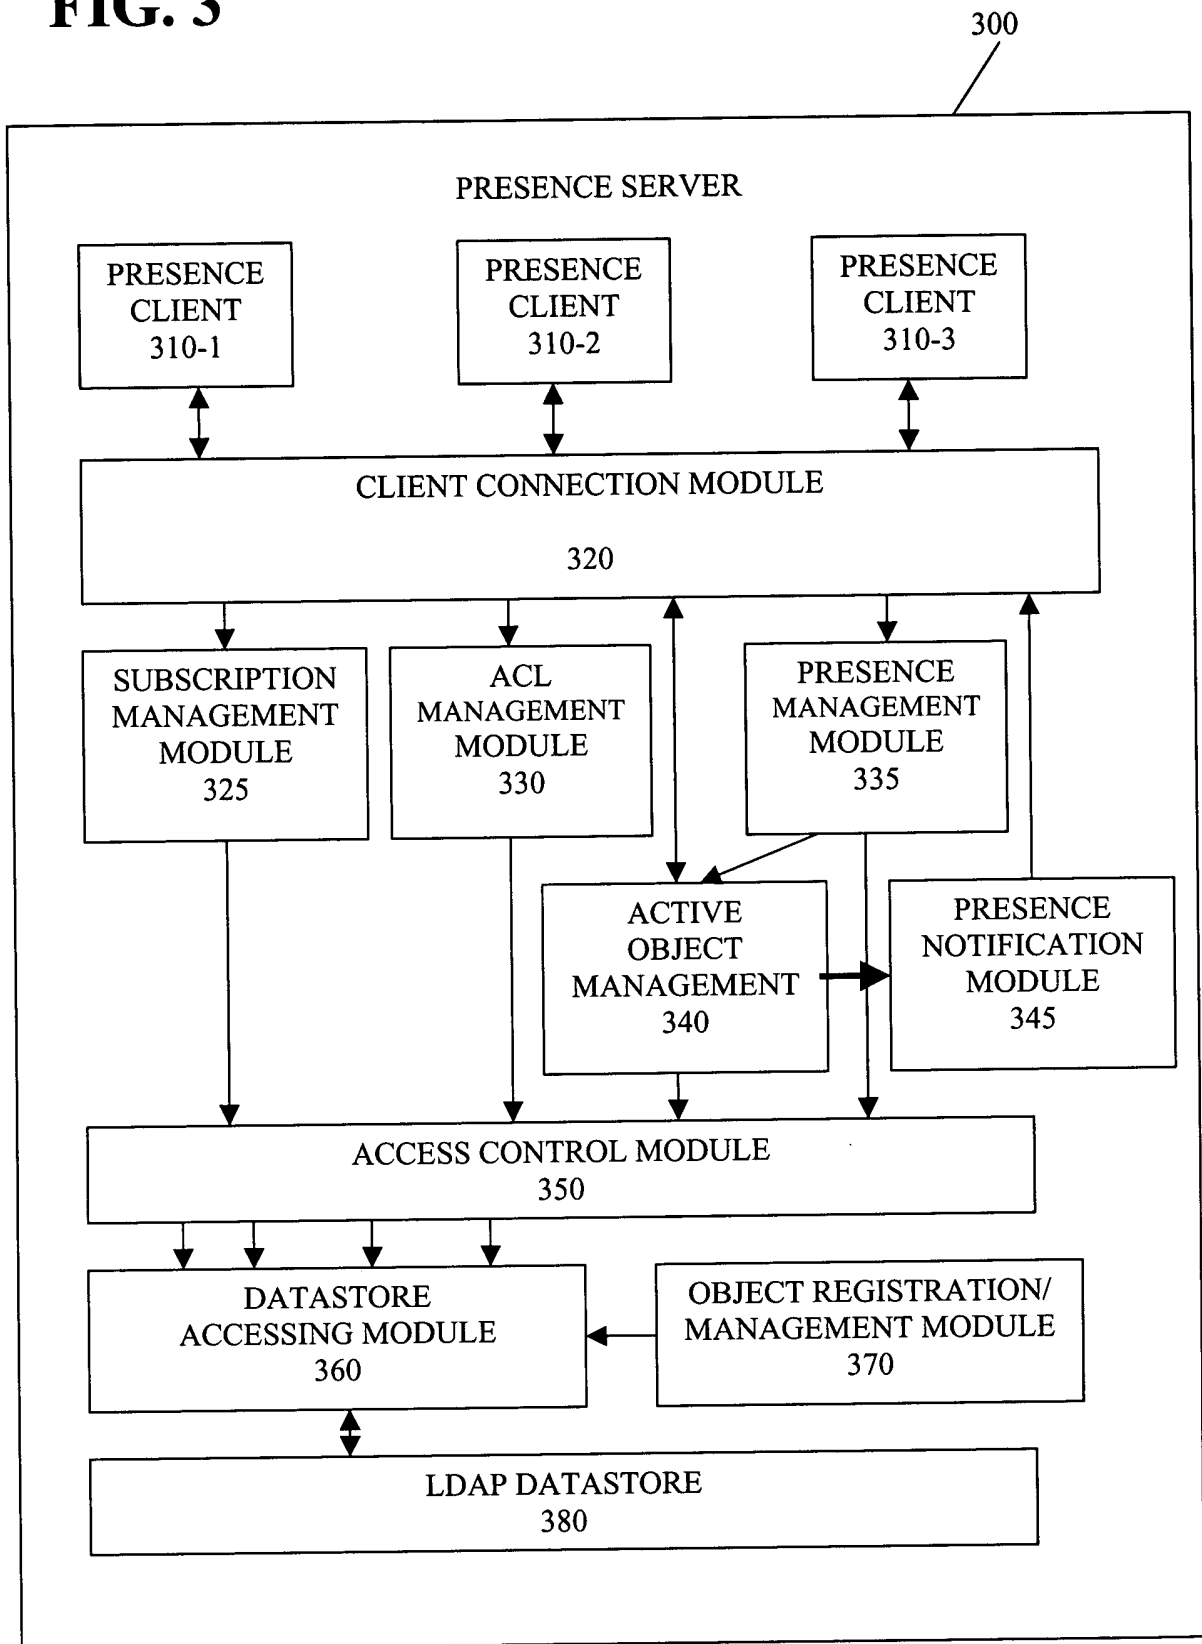 FIG. 3
300
PRESENCE SERVER
PRESENCE
CLIENT
310-1
PRESENCE
CLIENT
310-2
PRESENCE
CLIENT
310-3
CLIENT CONNECTION MODULE
320
SUBSCRIPTION
MANAGEMENT
MODULE
325
ACL
MANAGEMENT
MODULE
330
PRESENCE
MANAGEMENT
MODULE
335
ACTIVE
OBJECT
MANAGEMENT
340
PRESENCE
NOTIFICATION
MODULE
345
ACCESS CONTROL MODULE
350
DATASTORE
ACCESSING MODULE
360
OBJECT REGISTRATION/
MANAGEMENT MODULE
370
LDAP DATASTORE
380